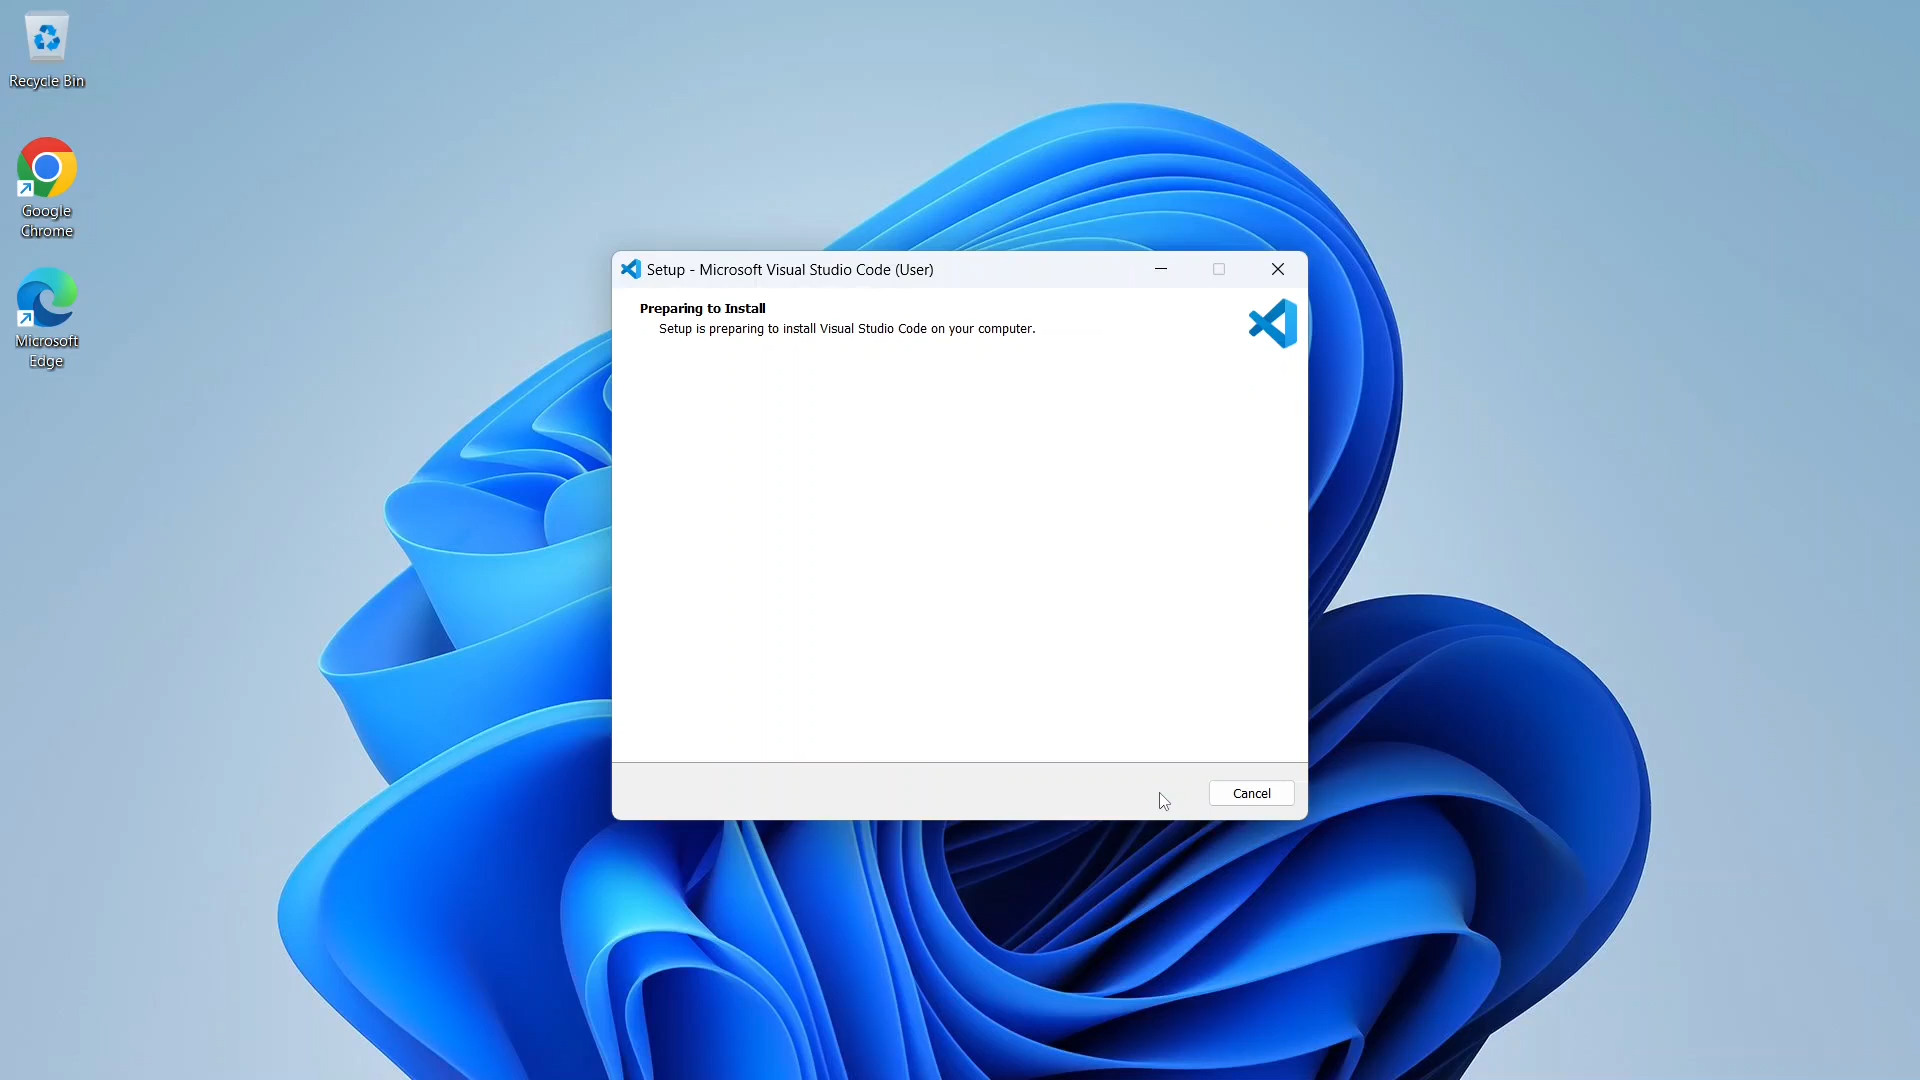 Recycle Bin
Google
Chrome
Microsoft
Edge
Setup - Microsoft Visual Studio Code (User)
Preparing to Install
Setup is preparing to install Visual Studio Code on your computer.
Cancel